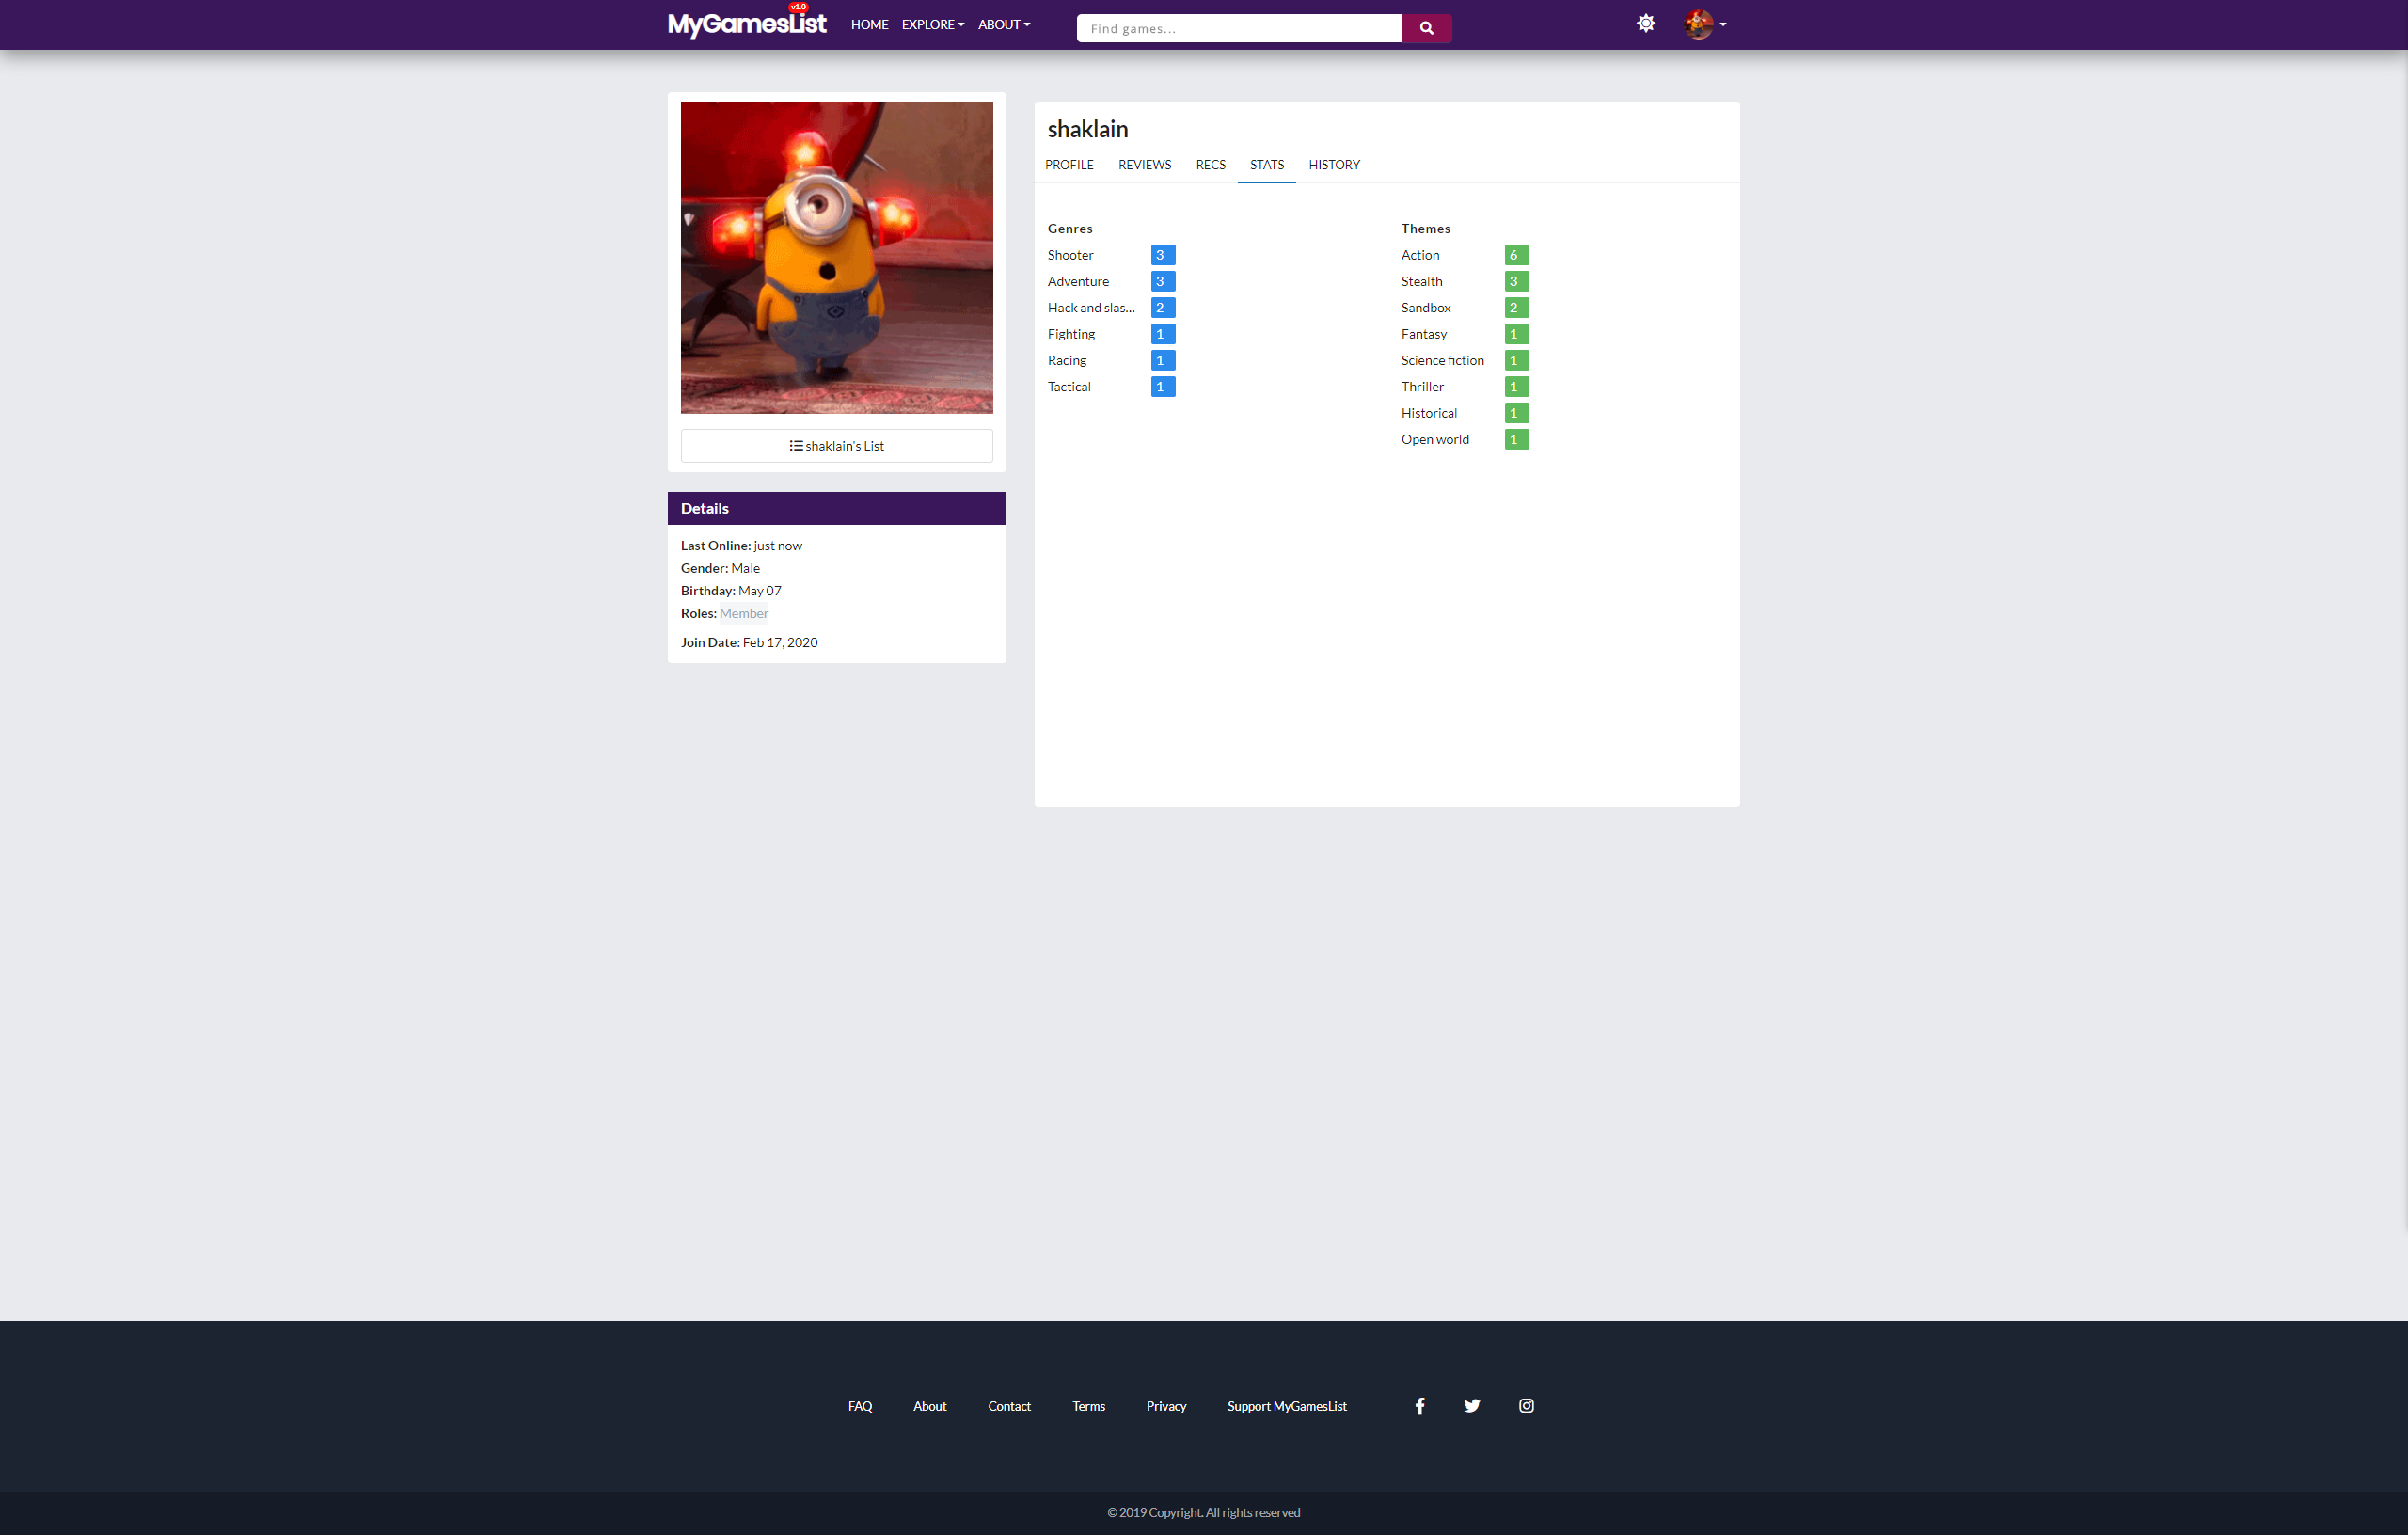 MyGamesList v1.0 HOME EXPLORE ABOUT Find games...
shaklain's List
Details
Last Online: just now
Gender: Male
Birthday: May 07
Roles: Member
Join Date: Feb 17, 2020
shaklain
PROFILE REVIEWS RECS STATS HISTORY
Genres
Shooter 3
Adventure 3
Hack and slas... 2
Fighting 1
Racing 1
Tactical 1
Themes
Action 6
Stealth 3
Sandbox 2
Fantasy 1
Science fiction 1
Thriller 1
Historical 1
Open world 1
FAQ About Contact Terms Privacy Support MyGamesList
© 2019 Copyright. All rights reserved